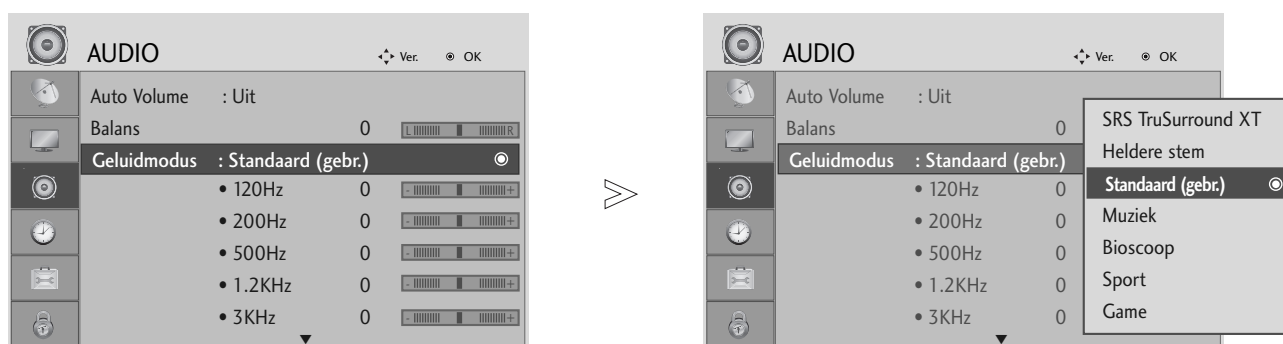 AUDIO
Ver. OK
Auto Volume : Uit
Balans 0 L R
Geluidmodus : Standaard (gebr.)
• 120Hz 0 - +
• 200Hz 0 - +
• 500Hz 0 - +
• 1.2KHz 0 - +
• 3KHz 0 - +
AUDIO
Ver. OK
Auto Volume : Uit
Balans 0
Geluidmodus : Standaard (gebr.)
• 120Hz 0
• 200Hz 0
• 500Hz 0
• 1.2KHz 0
• 3KHz 0
SRS TruSurround XT
Heldere stem
Standaard (gebr.)
Muziek
Bioscoop
Sport
Game